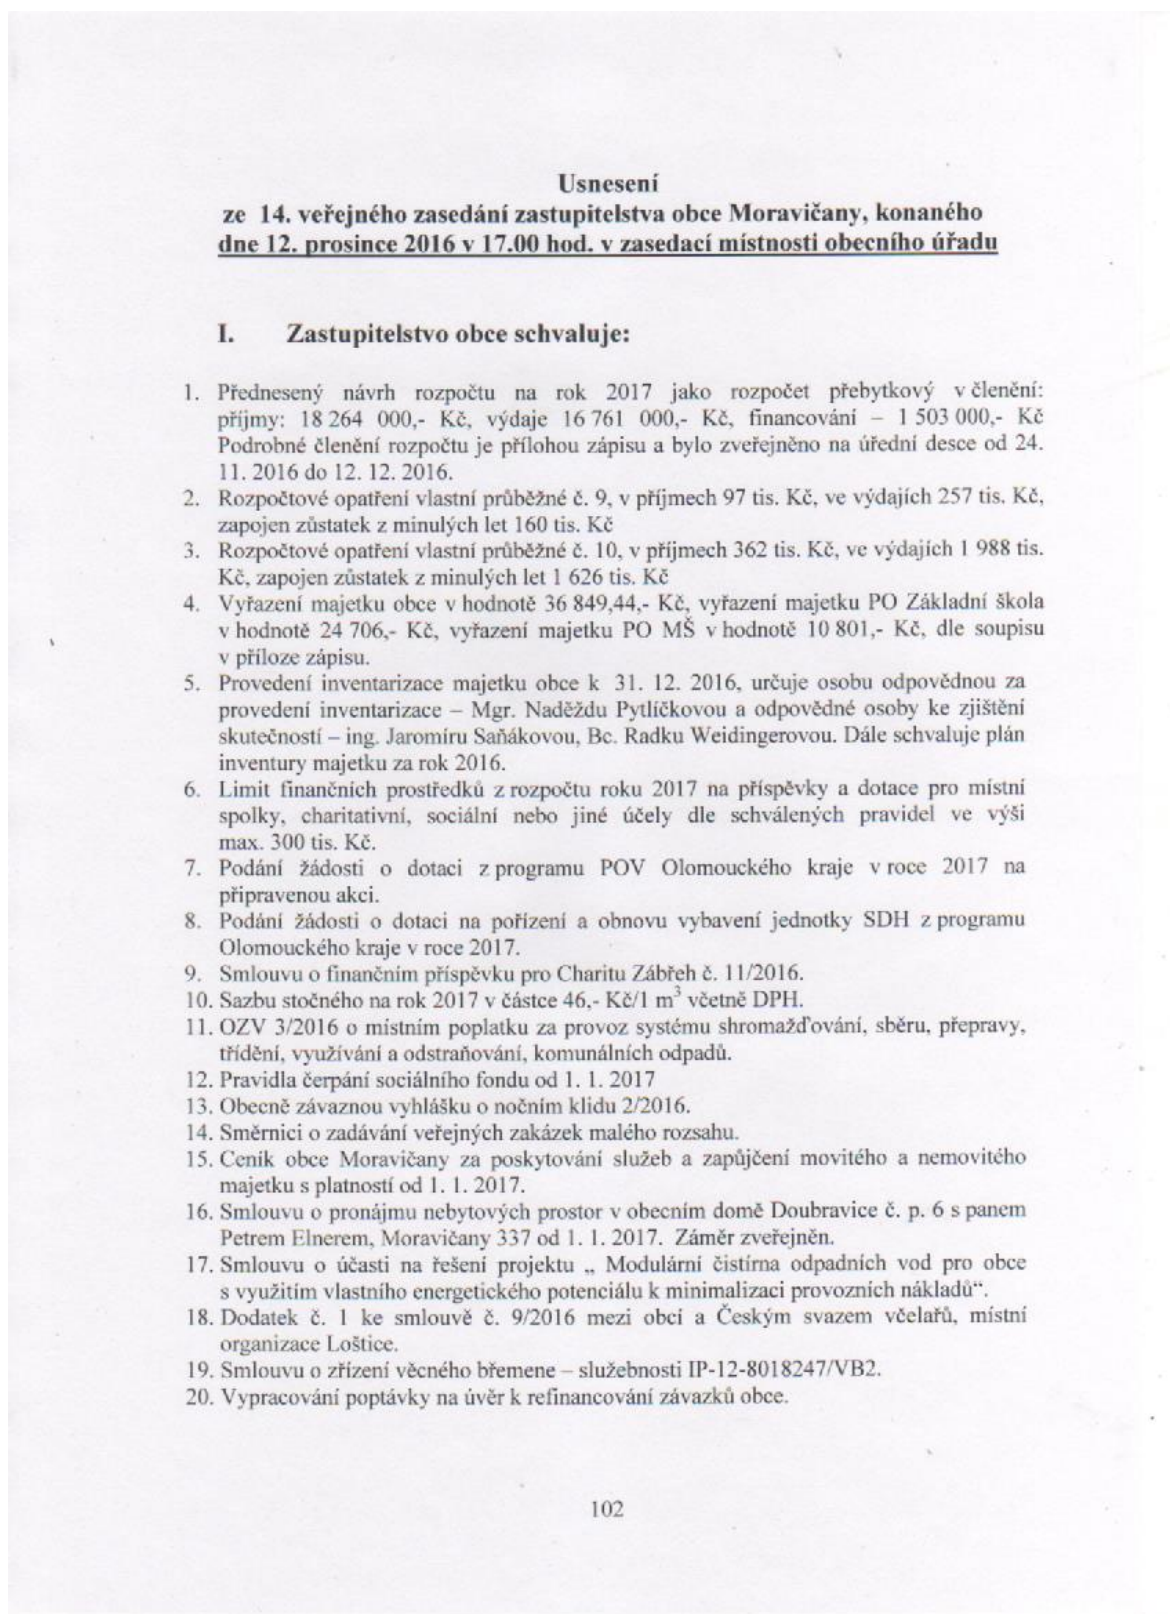 Usnesení
ze 14. veřejného zasedání zastupitelstva obce Moravičany, konaného
dne 12. prosince 2016 v 17.00 hod. v zasedací místnosti obecního úřadu
I. Zastupitelstvo obce schvaluje:
1. Přednesený návrh rozpočtu na rok 2017 jako rozpočet přebytkový v členění:
příjmy: 18 264 000,- Kč, výdaje 16 761 000,- Kč, financování – 1 503 000,- Kč
Podrobné členění rozpočtu je přílohou zápisu a bylo zveřejněno na úřední desce od 24.
11. 2016 do 12. 12. 2016.
2. Rozpočtové opatření vlastní průběžné č. 9, v příjmech 97 tis. Kč, ve výdajích 257 tis. Kč,
zapojen zůstatek z minulých let 160 tis. Kč
3. Rozpočtové opatření vlastní průběžné č. 10, v příjmech 362 tis. Kč, ve výdajích 1 988 tis.
Kč, zapojen zůstatek z minulých let 1 626 tis. Kč
4. Vyřazení majetku obce v hodnotě 36 849,44,- Kč, vyřazení majetku PO Základní škola
v hodnotě 24 706,- Kč, vyřazení majetku PO MŠ v hodnotě 10 801,- Kč, dle soupisu
v příloze zápisu.
5. Provedení inventarizace majetku obce k 31. 12. 2016, určuje osobu odpovědnou za
provedení inventarizace – Mgr. Naděždu Pytlíčkovou a odpovědné osoby ke zjištění
skutečností – ing. Jaromíru Saňákovou, Bc. Radku Weidingerovou. Dále schvaluje plán
inventury majetku za rok 2016.
6. Limit finančních prostředků z rozpočtu roku 2017 na příspěvky a dotace pro místní
spolky, charitativní, sociální nebo jiné účely dle schválených pravidel ve výši
max. 300 tis. Kč.
7. Podání žádosti o dotaci z programu POV Olomouckého kraje v roce 2017 na
připravenou akci.
8. Podání žádosti o dotaci na pořízení a obnovu vybavení jednotky SDH z programu
Olomouckého kraje v roce 2017.
9. Smlouvu o finančním příspěvku pro Charitu Zábřeh č. 11/2016.
10. Sazbu stočného na rok 2017 v částce 46,- Kč/1 m³ včetně DPH.
11. OZV 3/2016 o místním poplatku za provoz systému shromažďování, sběru, přepravy,
třídění, využívání a odstraňování, komunálních odpadů.
12. Pravidla čerpání sociálního fondu od 1. 1. 2017
13. Obecně závaznou vyhlášku o nočním klidu 2/2016.
14. Směrnici o zadávání veřejných zakázek malého rozsahu.
15. Ceník obce Moravičany za poskytování služeb a zapůjčení movitého a nemovitého
majetku s platností od 1. 1. 2017.
16. Smlouvu o pronájmu nebytových prostor v obecním domě Doubravice č. p. 6 s panem
Petrem Elnerem, Moravičany 337 od 1. 1. 2017. Záměr zveřejněn.
17. Smlouvu o účasti na řešení projektu „ Modulární čistírna odpadních vod pro obce
s využitím vlastního energetického potenciálu k minimalizaci provozních nákladů“.
18. Dodatek č. 1 ke smlouvě č. 9/2016 mezi obcí a Českým svazem včelařů, místní
organizace Loštice.
19. Smlouvu o zřízení věcného břemene – služebnosti IP-12-8018247/VB2.
20. Vypracování poptávky na úvěr k refinancování závazků obce.
102